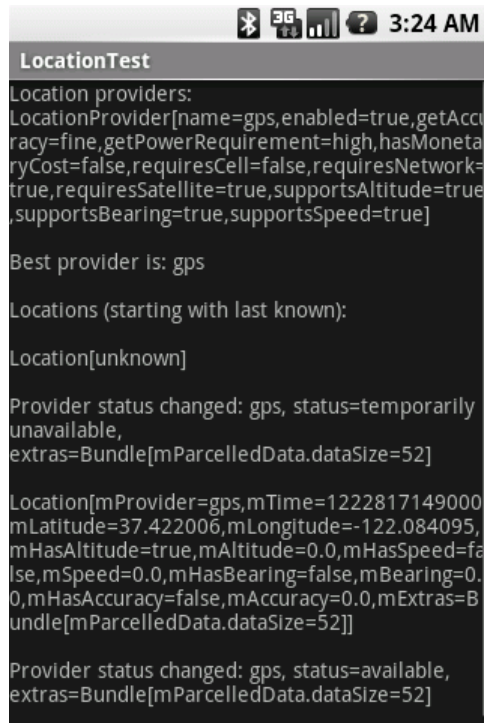 3G 3:24 AM
LocationTest
Location providers:
LocationProvider[name=gps,enabled=true,getAccu
racy=fine,getPowerRequirement=high,hasMoneta
ryCost=false,requiresCell=false,requiresNetwork=
true,requiresSatellite=true,supportsAltitude=true
,supportsBearing=true,supportsSpeed=true]
Best provider is: gps
Locations (starting with last known):
Location[unknown]
Provider status changed: gps, status=temporarily
unavailable,
extras=Bundle[mParcelledData.dataSize=52]
Location[mProvider=gps,mTime=1222817149000
mLatitude=37.422006,mLongitude=-122.084095,
mHasAltitude=true,mAltitude=0.0,mHasSpeed=fa
lse,mSpeed=0.0,mHasBearing=false,mBearing=0.
0,mHasAccuracy=false,mAccuracy=0.0,mExtras=B
undle[mParcelledData.dataSize=52]]
Provider status changed: gps, status=available,
extras=Bundle[mParcelledData.dataSize=52]